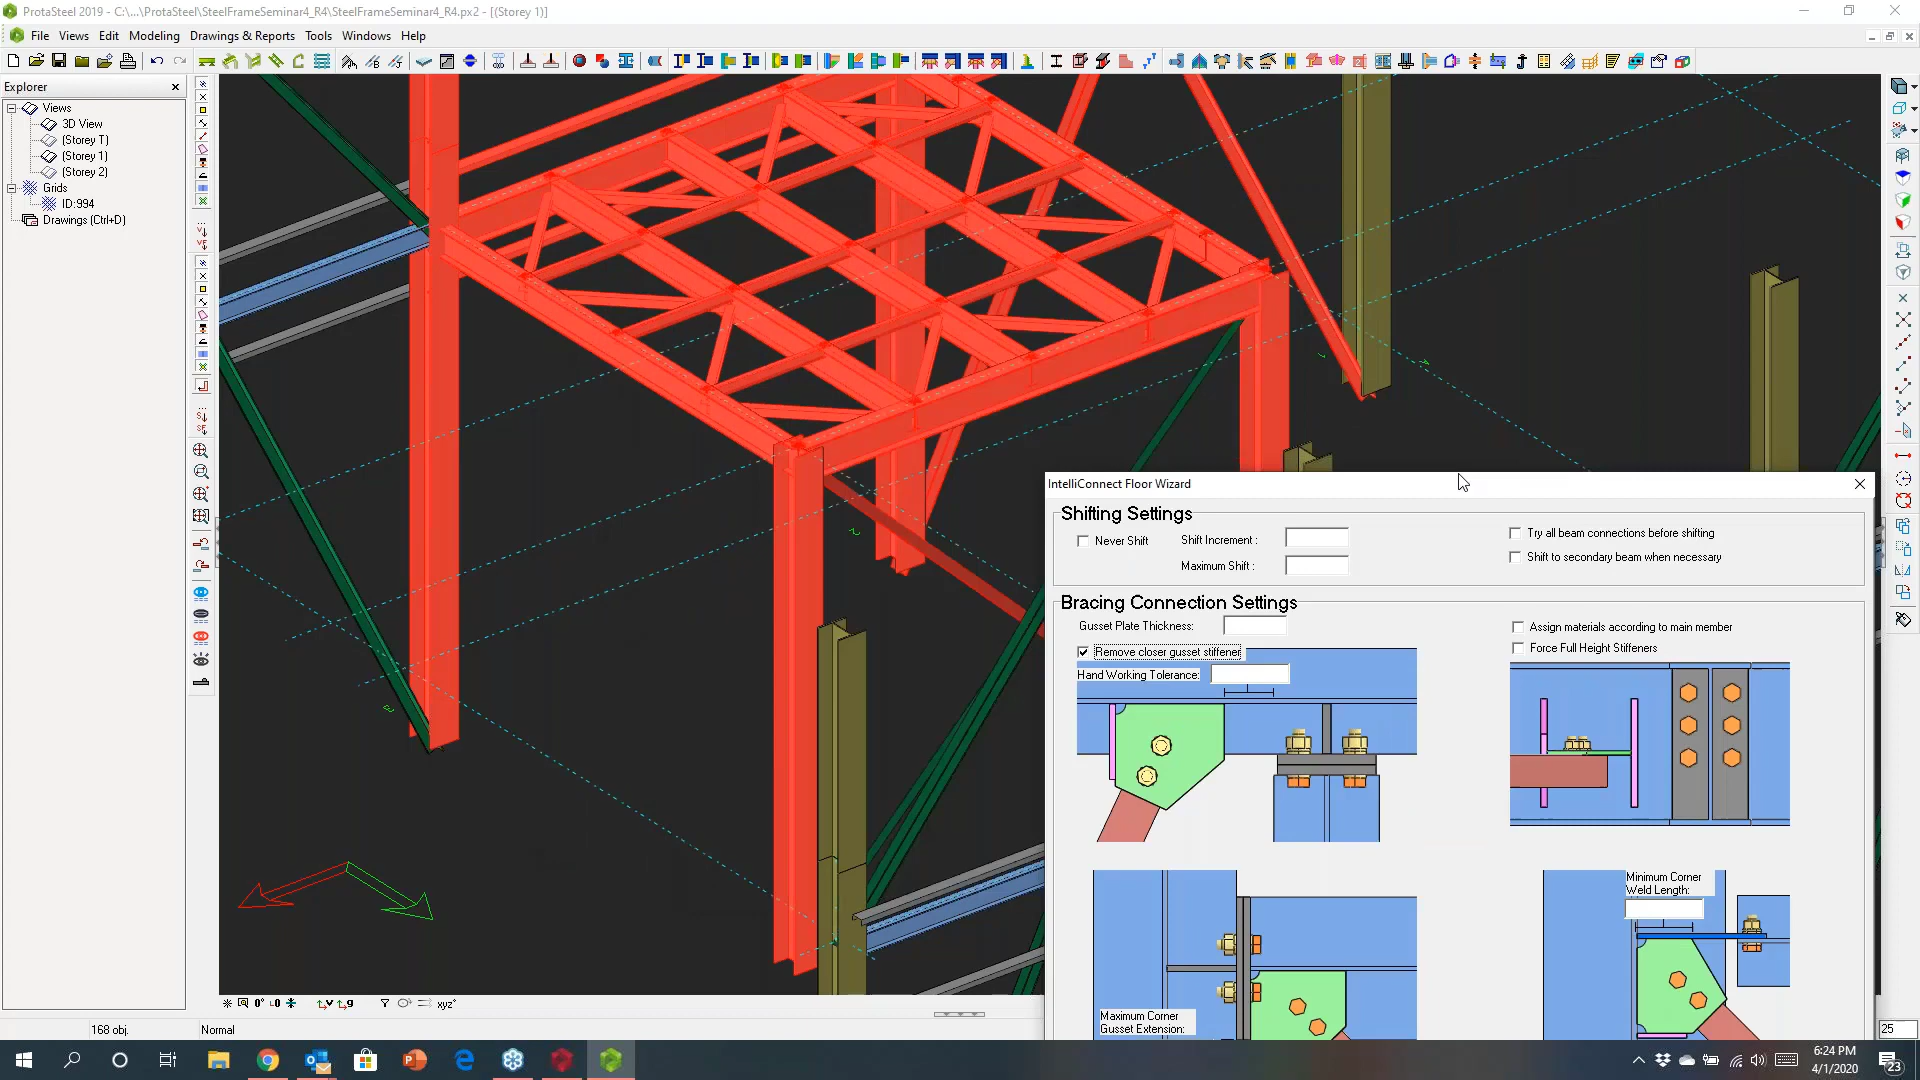 ProtaSteel 2019 - C:\...\ProtaSteel\SteelFrameSeminar4_R4\SteelFrameSeminar4_R4.px2 - [(Storey 1)]
File Views Edit Modeling Drawings & Reports Tools Windows Help
Explorer
Views
3D View
(Storey T)
(Storey 1)
(Storey 2)
Grids
ID:994
Drawings (Ctrl+D)
IntelliConnect Floor Wizard
Shifting Settings
Never Shift
Shift Increment :
Maximum Shift :
Try all beam connections before shifting
Shift to secondary beam when necessary
Bracing Connection Settings
Gusset Plate Thickness:
Remove closer gusset stiffener
Hand Working Tolerance:
Assign materials according to main member
Force Full Height Stiffeners
Minimum Corner
Weld Length:
Maximum Corner
Gusset Extension:
xyz°
168 obj.
Normal
25
6:24 PM
4/1/2020
23